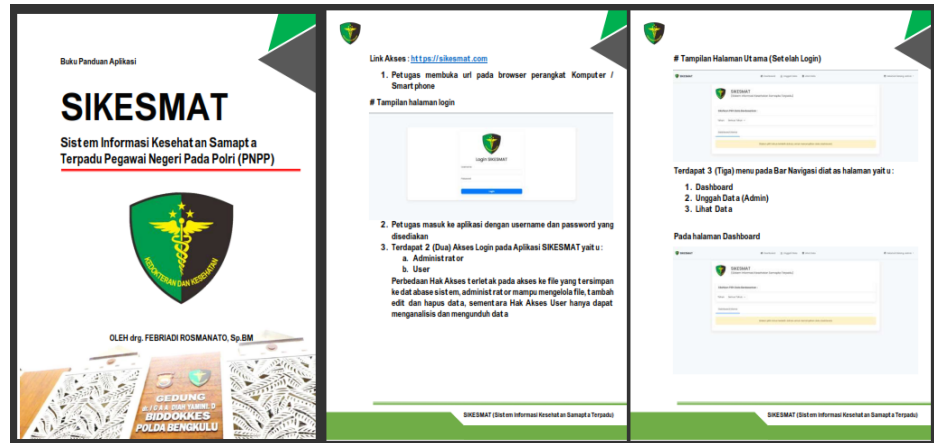 Buku Panduan Aplikasi
SIKESMAT
Sistem Informasi Kesehatan Samapta
Terpadu Pegawai Negeri Pada Polri (PNPP)
KEDOKTERAN DAN KESEHATAN
OLEH drg. FEBRIADI ROSMANATO, Sp.BM
GEDUNG
BIDDOKKES
POLDA BENGKULU
Link Akses : https://sikesmat.com
1. Petugas membuka url pada browser perangkat Komputer /
Smart phone
# Tampilan halaman login
Login SIKESMAT
Login
2. Petugas masuk ke aplikasi dengan username dan password yang
disediakan
3. Terdapat 2 (Dua) Akses Login pada Aplikasi SIKESMAT yaitu :
a. Administrator
b. User
Perbedaan Hak Akses terletak pada akses ke file yang tersimpan
ke database sistem, administrator mampu mengelola file, tambah
edit dan hapus data, sementara Hak Akses User hanya dapat
menganalisis dan mengunduh data
SIKESMAT (Sistem Informasi Kesehatan Samapta Terpadu)
# Tampilan Halaman Utama (Setelah Login)
SIKESMAT
Terdapat 3 (Tiga) menu pada Bar Navigasi diatas halaman yaitu :
1. Dashboard
2. Unggah Data (Admin)
3. Lihat Data
Pada halaman Dashboard
SIKESMAT
SIKESMAT (Sistem Informasi Kesehatan Samapta Terpadu)